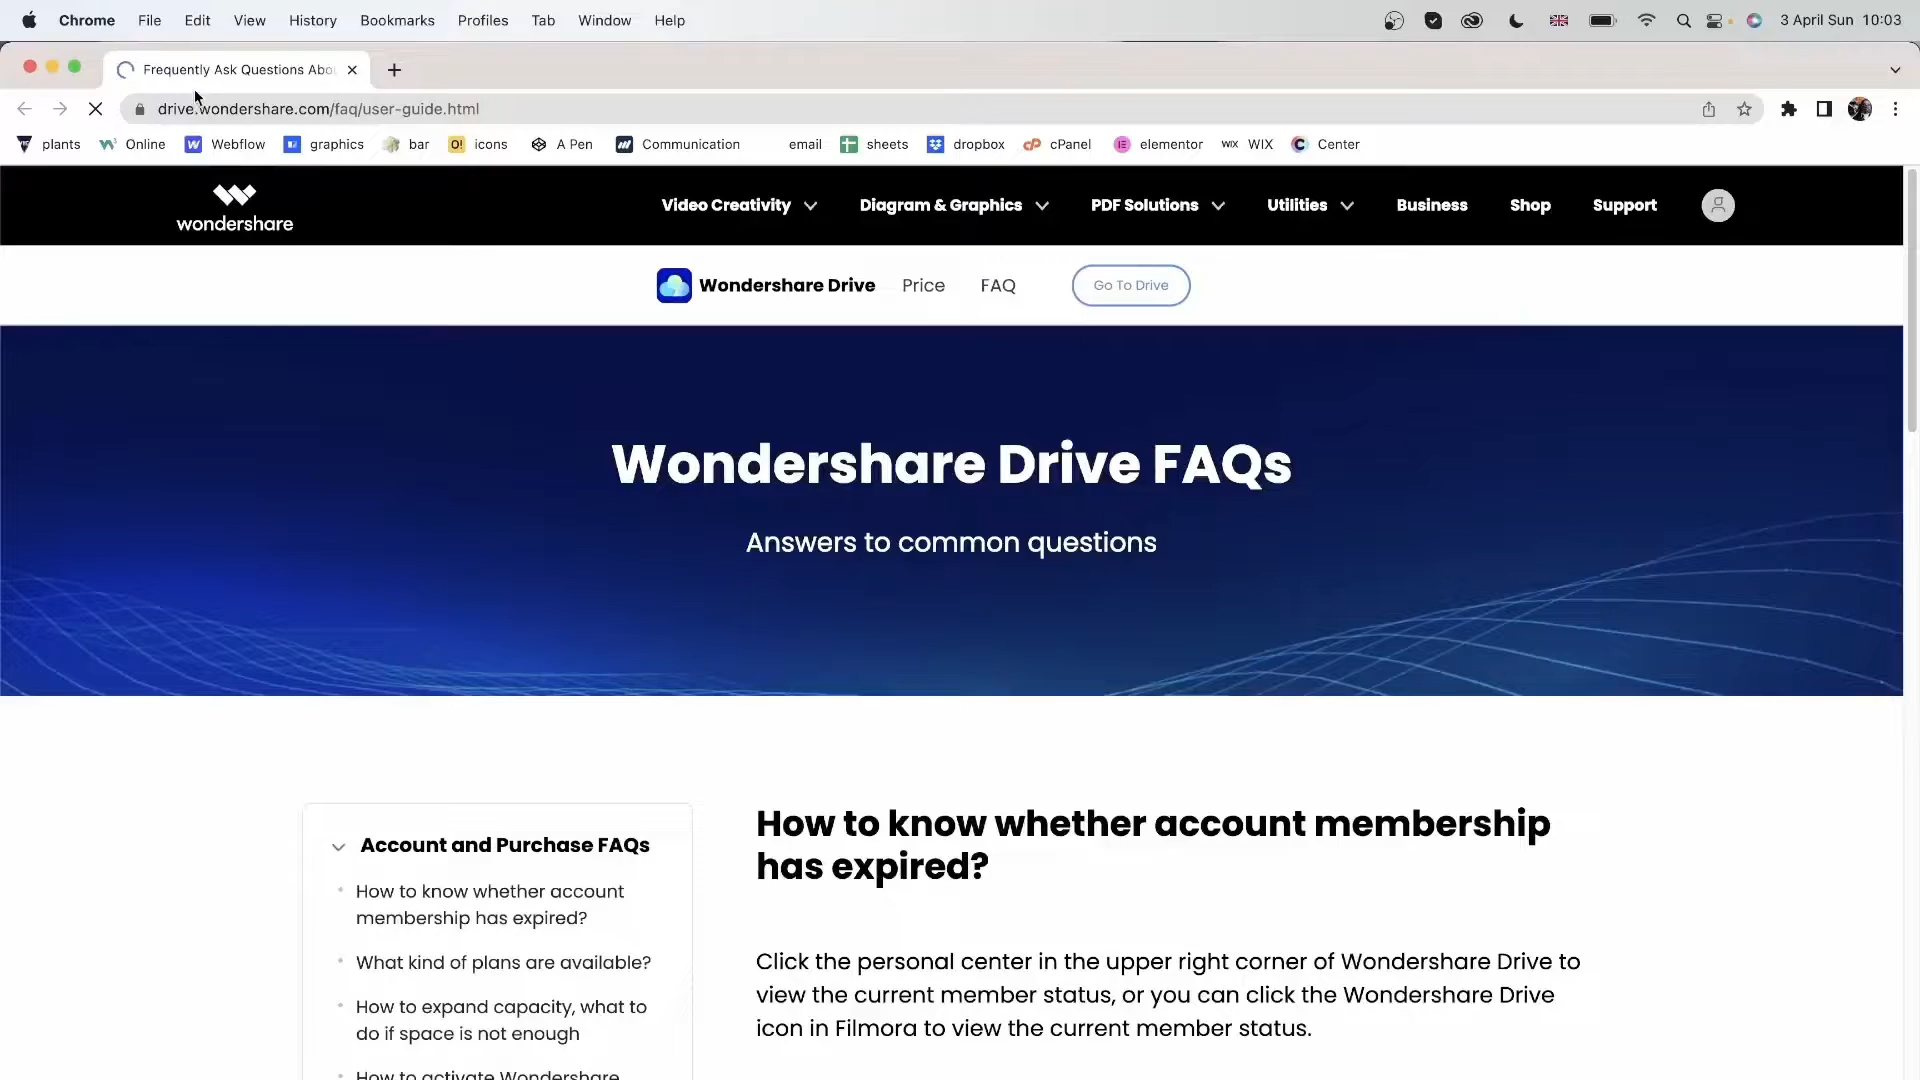 Chrome File Edit View History Bookmarks Profiles Tab Window Help 3 April Sun 10:03
Frequently Ask Questions Abo
drive.wondershare.com/faq/user-guide.html
plants Online Webflow graphics bar O! icons A Pen Communication email sheets dropbox cPanel elementor WIX WIX Center
wondershare
Video Creativity Diagram & Graphics PDF Solutions Utilities Business Shop Support
Wondershare Drive Price FAQ Go To Drive
Wondershare Drive FAQs
Answers to common questions
Account and Purchase FAQs
How to know whether account
membership has expired?
What kind of plans are available?
How to expand capacity, what to
do if space is not enough
How to activate Wondershare
How to know whether account membership
has expired?
Click the personal center in the upper right corner of Wondershare Drive to
view the current member status, or you can click the Wondershare Drive
icon in Filmora to view the current member status.